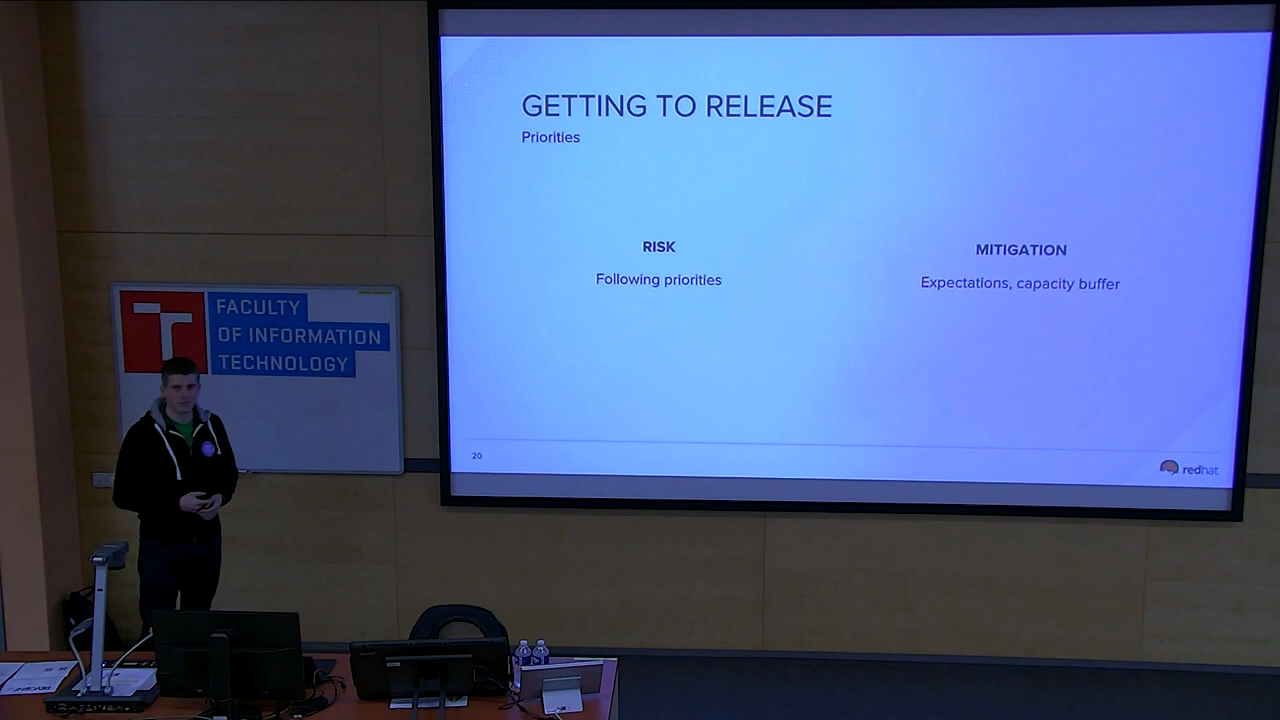 GETTING TO RELEASE
Priorities
RISK
MITIGATION
Following priorities
Expectations, capacity buffer
20
redhat
FACULTY
OF INFORMATION
TECHNOLOGY